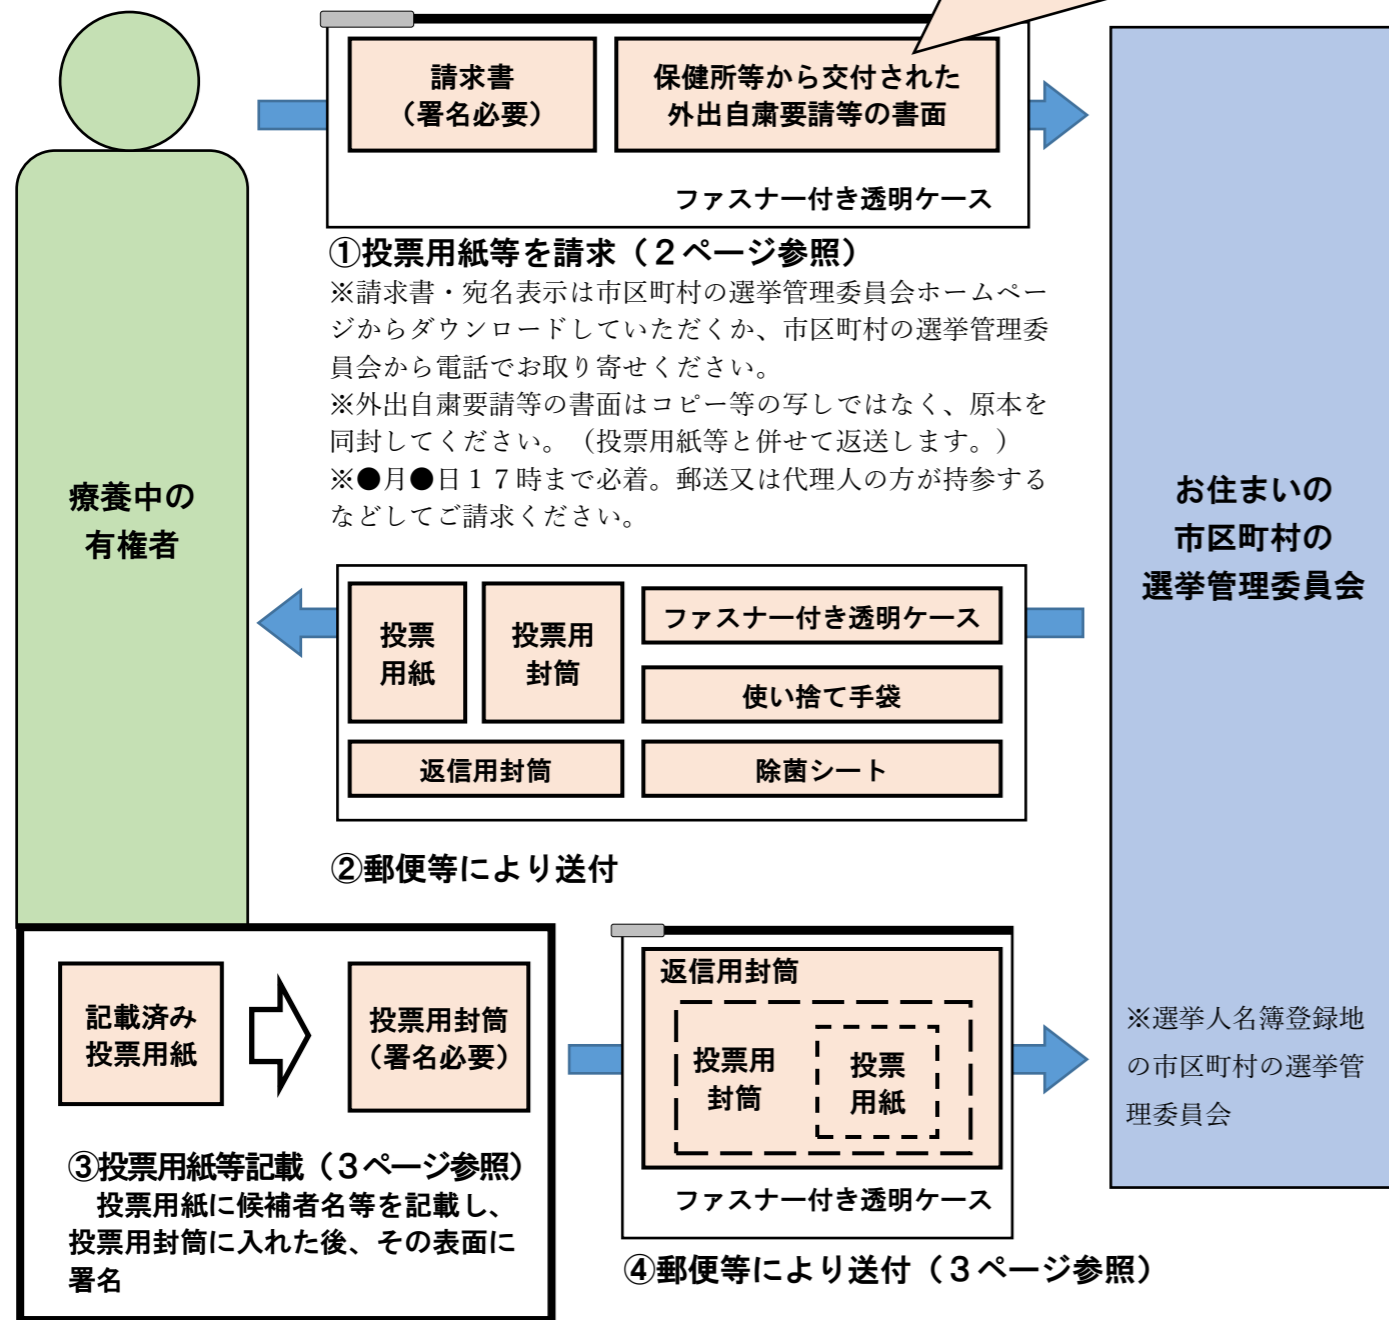 請求書
（署名必要）
保健所等から交付された
外出自粛要請等の書面
ファスナー付き透明ケース
①投票用紙等を請求（２ページ参照）
※請求書・宛名表示は市区町村の選挙管理委員会ホームペー
ジからダウンロードしていただくか、市区町村の選挙管理委
員会から電話でお取り寄せください。
※外出自粛要請等の書面はコピー等の写しではなく、原本を
同封してください。（投票用紙等と併せて返送します。）
※●月●日１７時まで必着。郵送又は代理人の方が持参する
などしてご請求ください。
療養中の
有権者
お住まいの
市区町村の
選挙管理委員会
投票
用紙
投票用
封筒
ファスナー付き透明ケース
使い捨て手袋
返信用封筒
除菌シート
②郵便等により送付
記載済み
投票用紙
投票用封筒
（署名必要）
③投票用紙等記載（３ページ参照）
投票用紙に候補者名等を記載し、
投票用封筒に入れた後、その表面に
署名
返信用封筒
投票用
封筒
投票
用紙
ファスナー付き透明ケース
④郵便等により送付（３ページ参照）
※選挙人名簿登録地
の市区町村の選挙管
理委員会